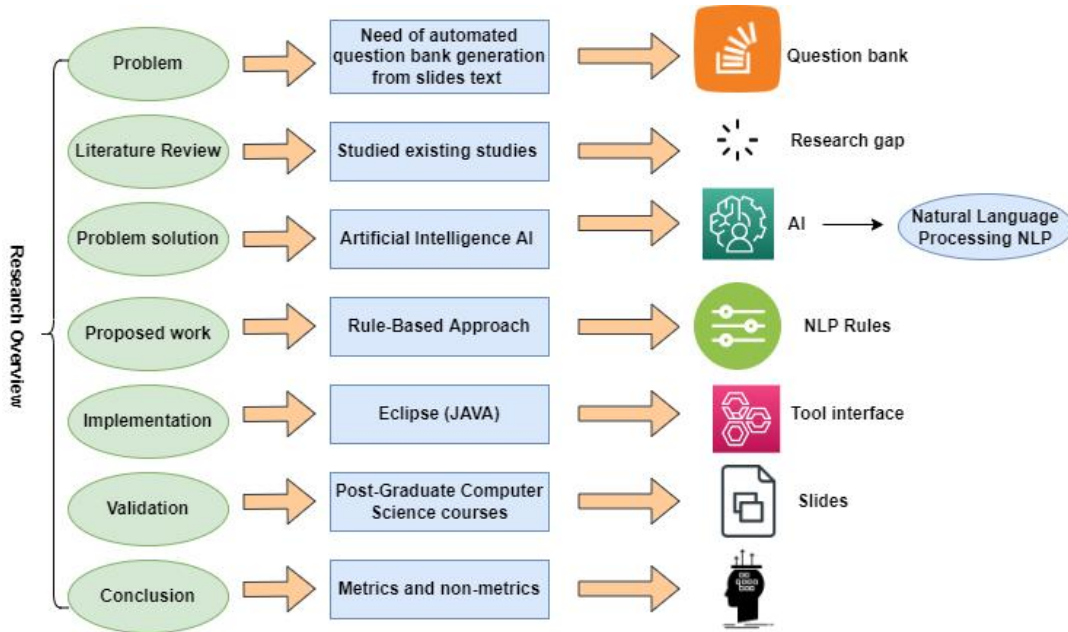 Research Overview
Problem
Need of automated
question bank generation
from slides text
Question bank
Literature Review
Studied existing studies
Research gap
Problem solution
Artificial Intelligence AI
AI
Natural Language
Processing NLP
Proposed work
Rule-Based Approach
NLP Rules
Implementation
Eclipse (JAVA)
Tool interface
Validation
Post-Graduate Computer
Science courses
Slides
Conclusion
Metrics and non-metrics